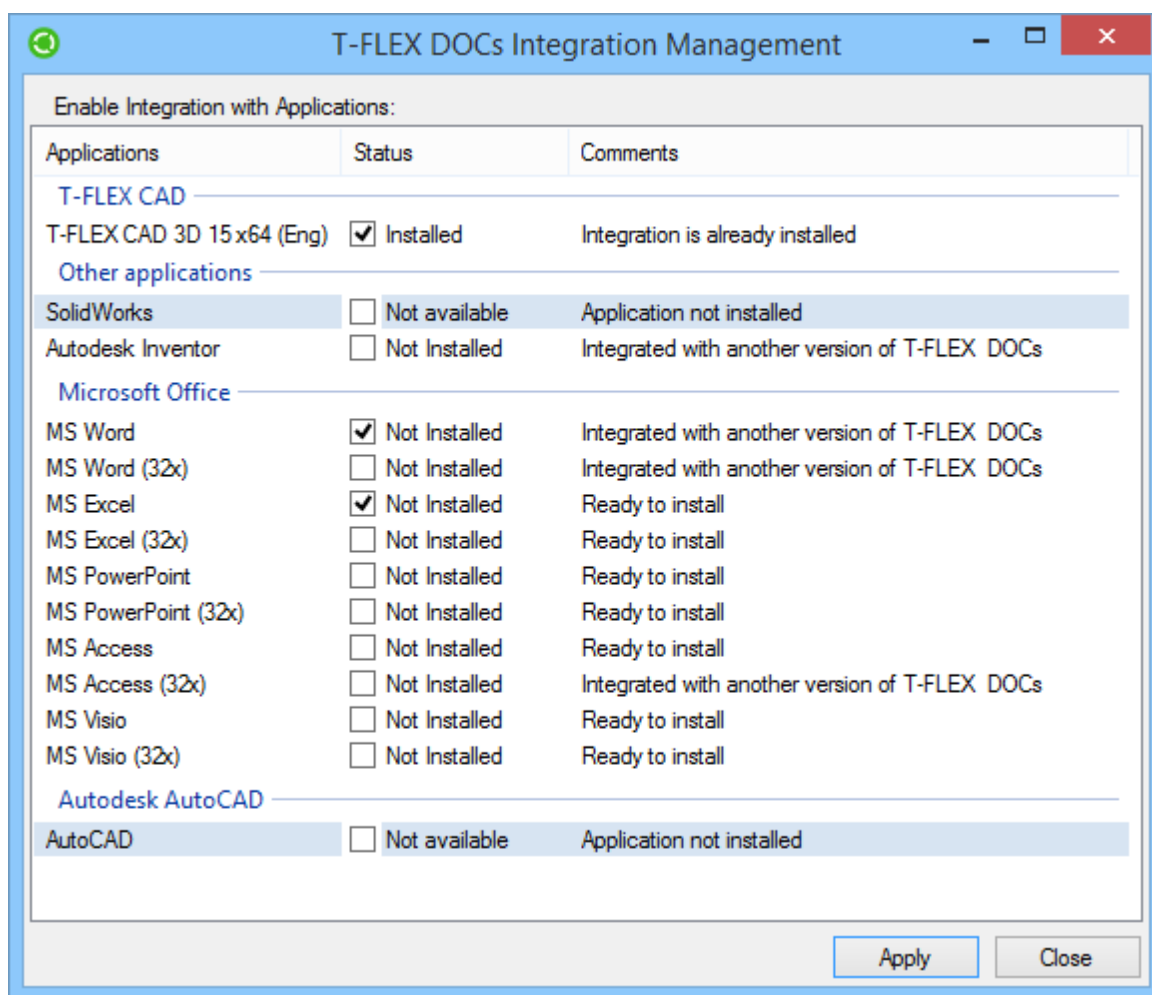 T-FLEX DOCs Integration Management
Enable Integration with Applications:
Applications Status Comments
T-FLEX CAD
T-FLEX CAD 3D 15 x64 (Eng) Installed Integration is already installed
Other applications
SolidWorks Not available Application not installed
Autodesk Inventor Not Installed Integrated with another version of T-FLEX DOCs
Microsoft Office
MS Word Not Installed Integrated with another version of T-FLEX DOCs
MS Word (32x) Not Installed Integrated with another version of T-FLEX DOCs
MS Excel Not Installed Ready to install
MS Excel (32x) Not Installed Ready to install
MS PowerPoint Not Installed Ready to install
MS PowerPoint (32x) Not Installed Ready to install
MS Access Not Installed Ready to install
MS Access (32x) Not Installed Integrated with another version of T-FLEX DOCs
MS Visio Not Installed Ready to install
MS Visio (32x) Not Installed Ready to install
Autodesk AutoCAD
AutoCAD Not available Application not installed
Apply Close